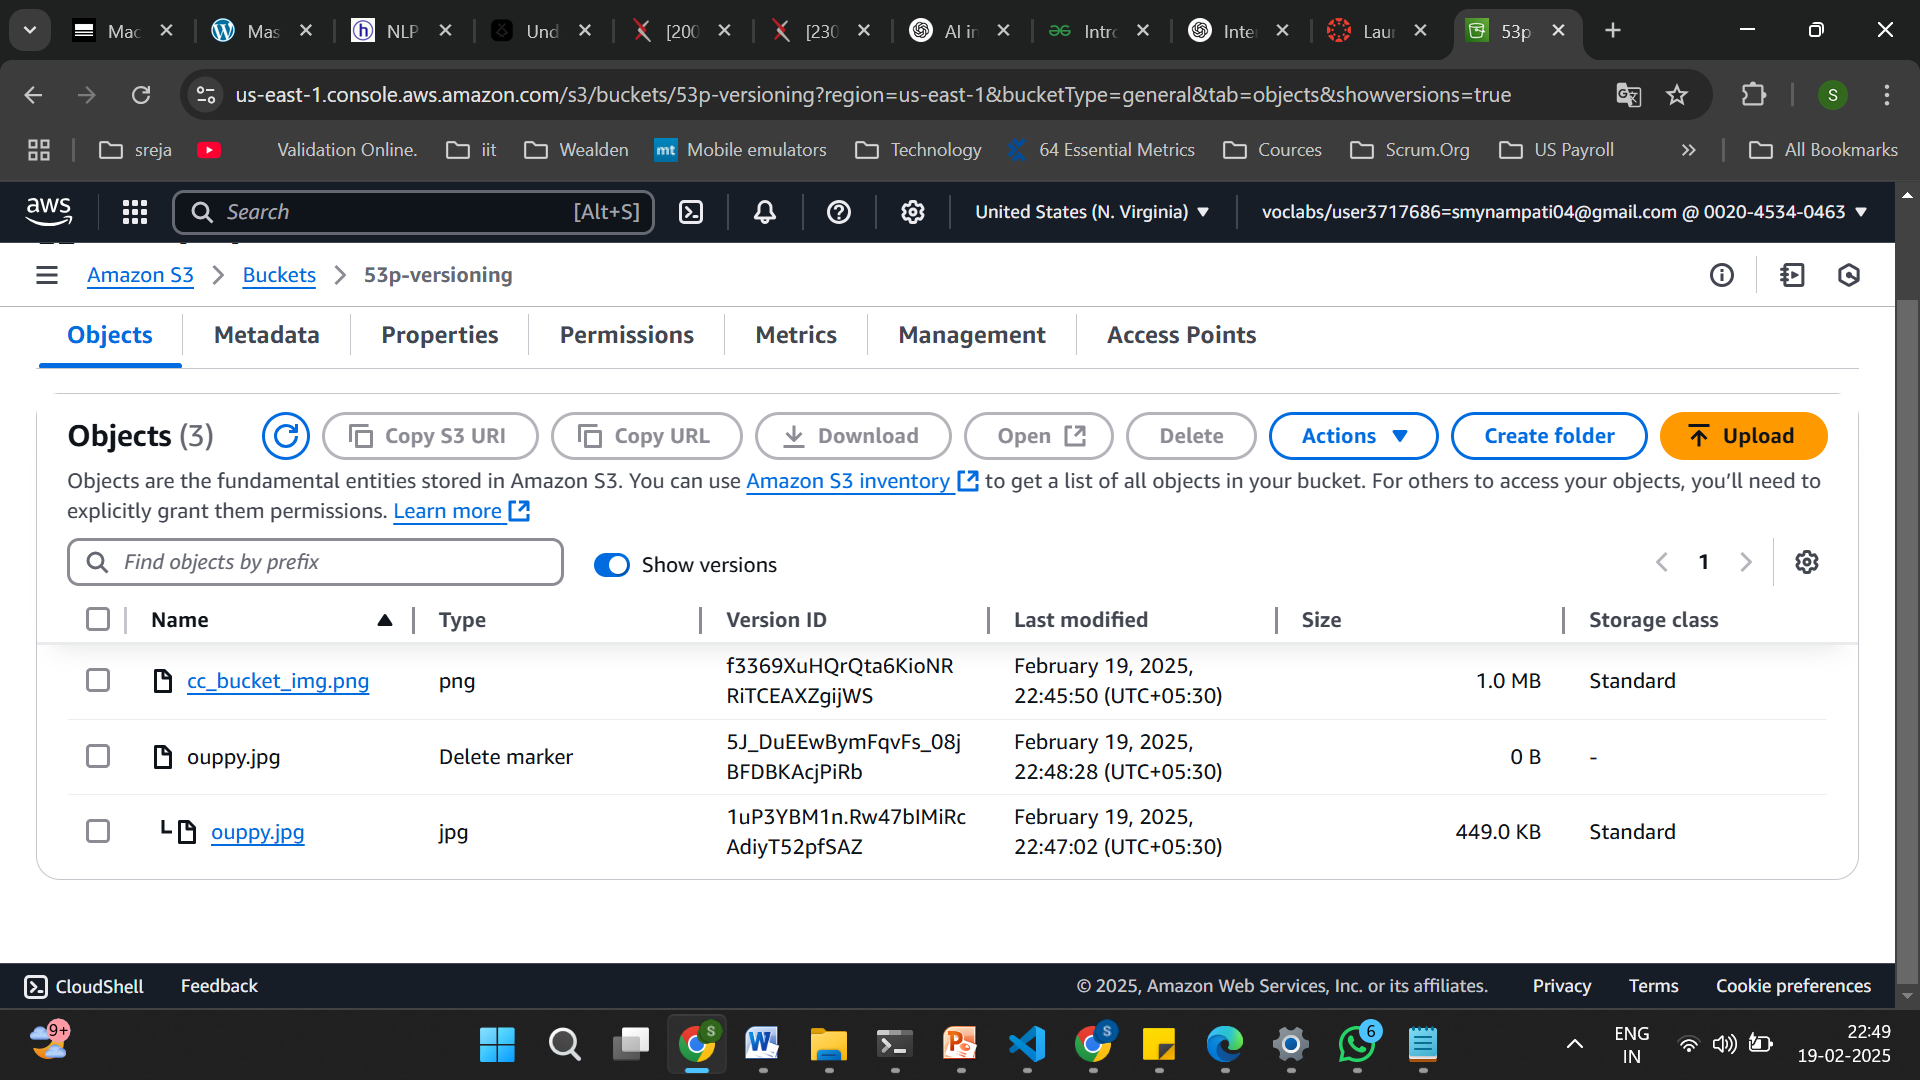 Mac
Mas
NLP
Und
[200
[230
AI in
Intro
Inte
Laun
53p
us-east-1.console.aws.amazon.com/s3/buckets/53p-versioning?region=us-east-1&bucketType=general&tab=objects&showversions=true
S
sreja
Validation Online.
iit
Wealden
mt Mobile emulators
Technology
64 Essential Metrics
Cources
Scrum.Org
US Payroll
All Bookmarks
aws
Search [Alt+S]
United States (N. Virginia)
voclabs/user3717686=smynampati04@gmail.com @ 0020-4534-0463
Amazon S3
Buckets
53p-versioning
Objects
Metadata
Properties
Permissions
Metrics
Management
Access Points
Objects (3)
Copy S3 URI
Copy URL
Download
Open
Delete
Actions
Create folder
Upload
Objects are the fundamental entities stored in Amazon S3. You can use Amazon S3 inventory to get a list of all objects in your bucket. For others to access your objects, you’ll need to
explicitly grant them permissions. Learn more
Find objects by prefix
Show versions
1
Name
Type
Version ID
Last modified
Size
Storage class
cc_bucket_img.png
png
f3369XuHQrQta6KioNR
RiTCEAXZgijWS
February 19, 2025,
22:45:50 (UTC+05:30)
1.0 MB
Standard
ouppy.jpg
Delete marker
5J_DuEEwBymFqvFs_08j
BFDBKAcjPiRb
February 19, 2025,
22:48:28 (UTC+05:30)
0 B
-
ouppy.jpg
jpg
1uP3YBM1n.Rw47bIMiRc
AdiyT52pfSAZ
February 19, 2025,
22:47:02 (UTC+05:30)
449.0 KB
Standard
CloudShell
Feedback
© 2025, Amazon Web Services, Inc. or its affiliates.
Privacy
Terms
Cookie preferences
9+
S
S
6
ENG
IN
22:49
19-02-2025